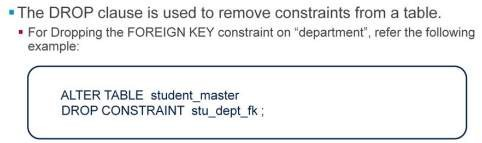 The DROP clause is used to remove constraints from a table.
For Dropping the FOREIGN KEY constraint on “department”, refer the following
example:
ALTER TABLE student_master
DROP CONSTRAINT stu_dept_fk ;